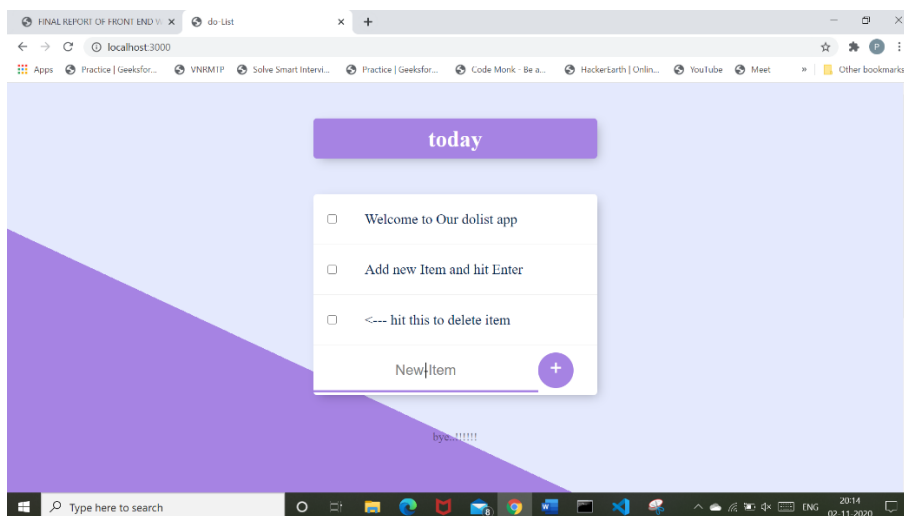 FINAL REPORT OF FRONT END W
do-List
localhost:3000
Apps Practice | Geeksfor... VNRMTP Solve Smart Intervi... Practice | Geeksfor... Code Monk - Be a... HackerEarth | Onlin... YouTube Meet » Other bookmarks
P
today
Welcome to Our dolist app
Add new Item and hit Enter
<--- hit this to delete item
New Item
+
bye..!!!!!!
Type here to search
8
ENG
20:14
02-11-2020